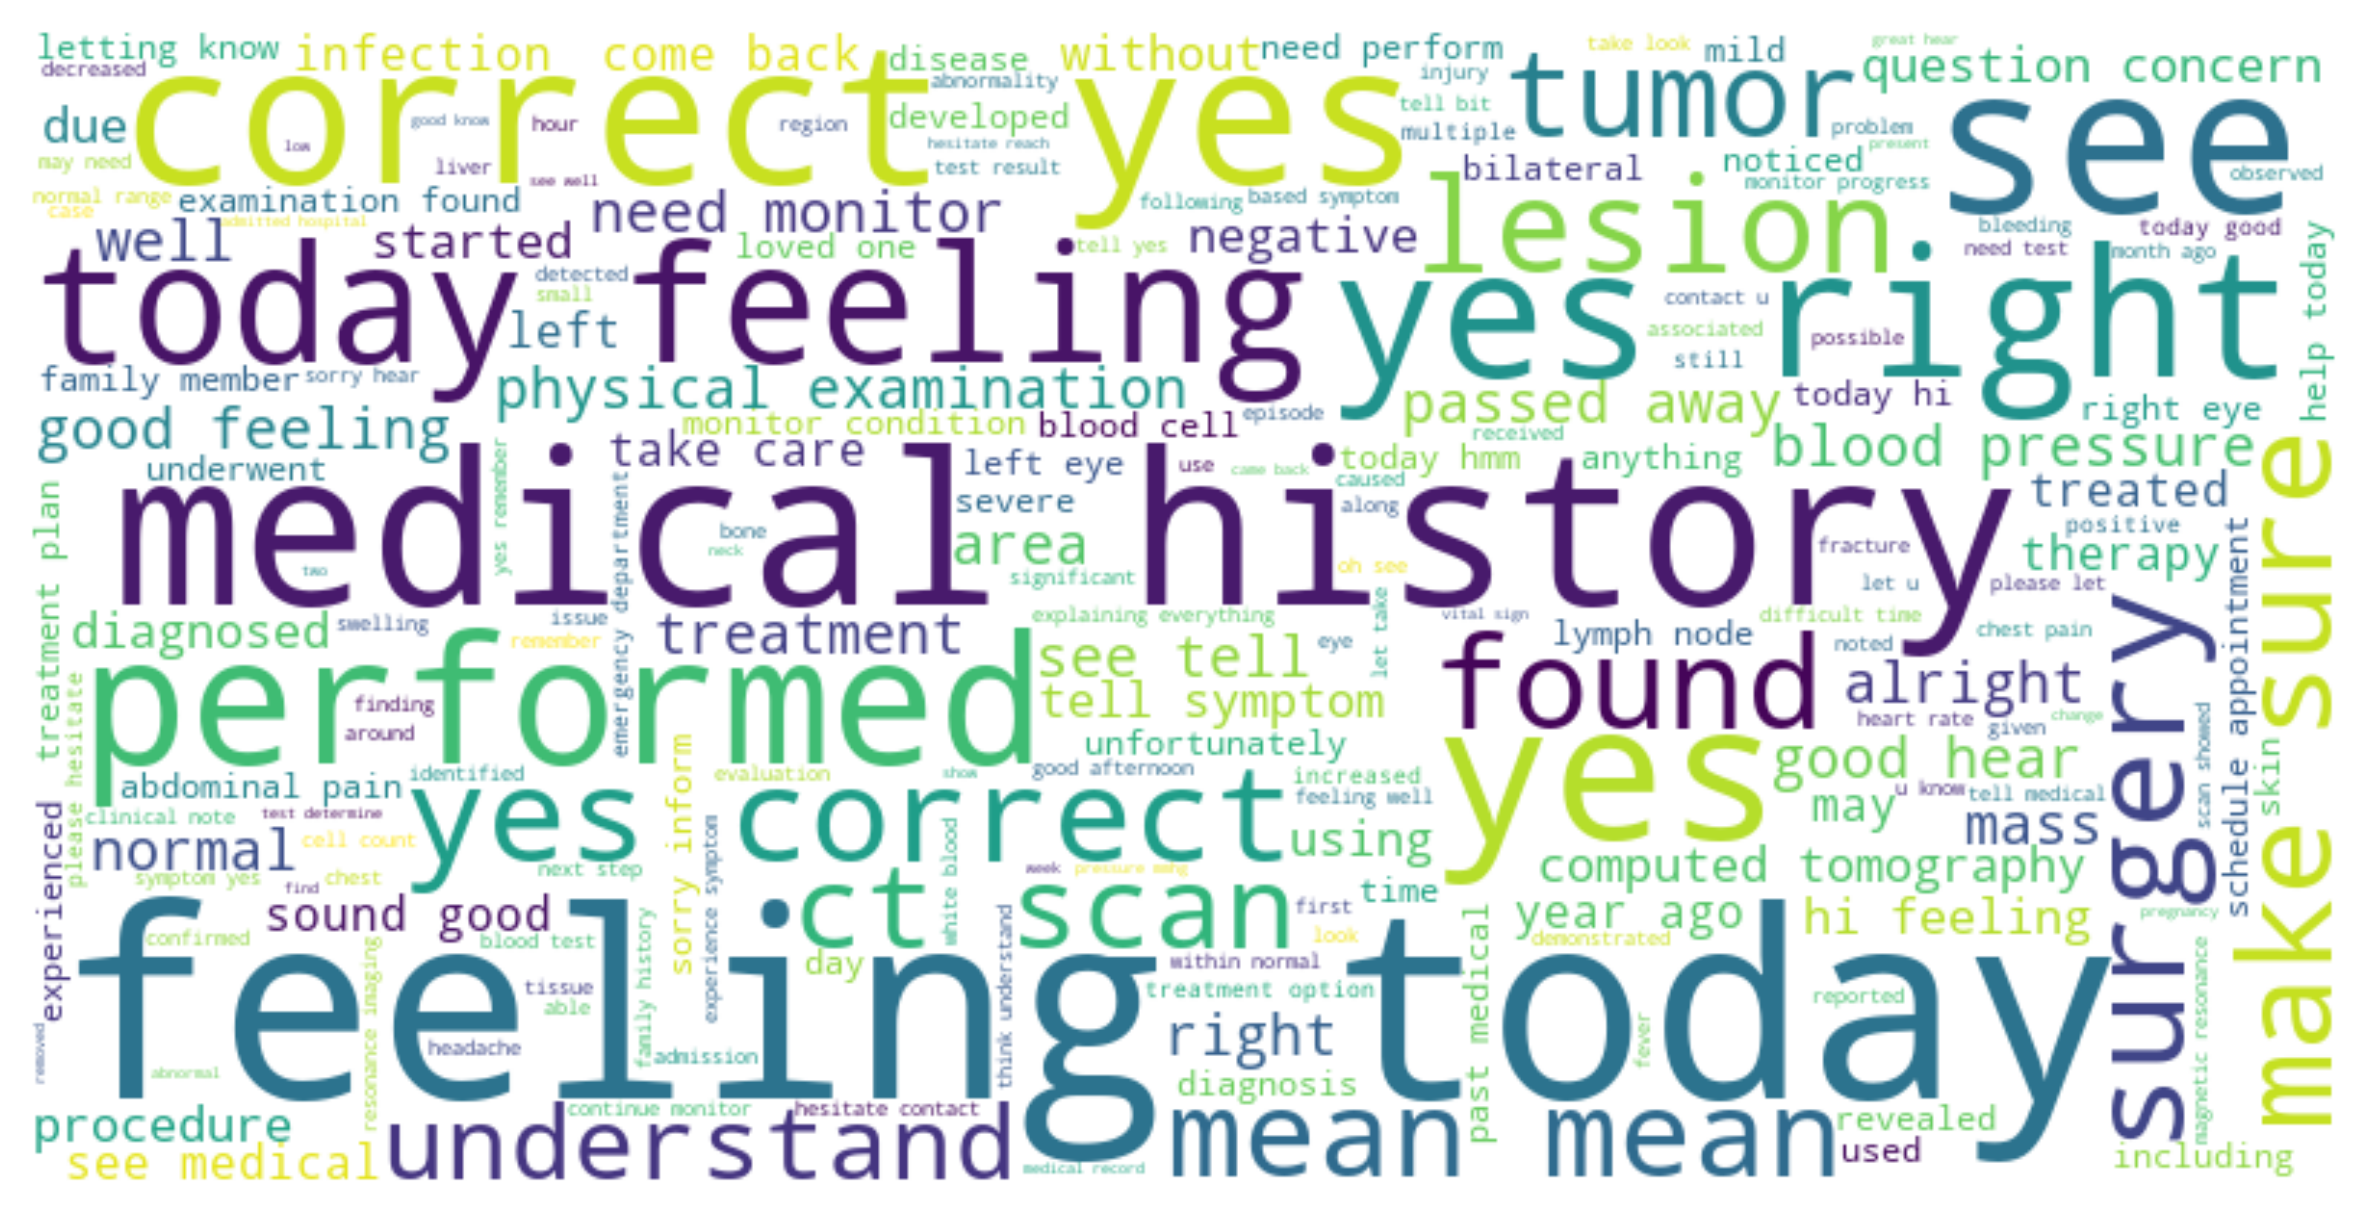 letting know
infection come back
disease
without
need perform
take look
mild
great hear
question concern
decreased
correct yes
abnormality
injury
tumor
see
due
good know
hour
region
developed
tell bit
multiple
problem
present
low
hesitate reach
may need
liver
see well
test result
bilateral
noticed
monitor progress
observed
normal range
examination found
need monitor
following
based symptom
lesion
case
admitted hospital
well
started
loved one
tell yes
negative
bleeding
today good
need test
month ago
today feeling
detected
small
left
yes right
contact u
associated
possible
still
help today
family member
sorry hear
physical examination
passed away
today hi
right eye
good feeling
monitor condition
blood cell
episode
received
blood pressure
underwent
yes remember
take care
left eye
use
came back
today hmm
anything
caused
medical history
severe
along
treated
treatment plan
emergency department
bone
neck
area
positive
fracture
therapy
two
significant
oh see
let u
please let
schedule appointment
make sure
diagnosed
swelling
issue
remember
treatment
explaining everything
eye
let take
vital sign
difficult time
lymph node
noted
chest pain
surgery
performed
see tell
found
alright
please hesitate
finding
around
tell symptom
heart rate
given
change
scan showed
unfortunately
yes
good hear
skin
abdominal pain
identified
evaluation
show
good afternoon
increased
feeling well
may
u know
tell medical
experienced
clinical note
test determine
yes correct
sorry inform
using
mass
normal
cell count
next step
experience symptom
white blood
week
pressure mmhg
computed tomography
symptom yes
find
chest
ct scan
time
sound good
first
look
year ago
hi feeling
pregnancy
confirmed
resonance imaging
blood test
family history
day
think understand
within normal
past medical
demonstrated
feeling today
tissue
able
treatment option
reported
magnetic resonance
removed
headache
admission
right
fever
abnormal
diagnosis
procedure
continue monitor
hesitate contact
mean mean
revealed
see medical
understand
medical record
used
including